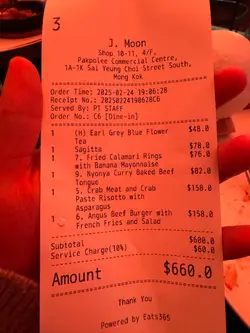 3
J. Moon
Shop 10-11, 4/F.
Pakpolee Commercial Centre,
1A-1K Sai Yeung Choi Street South,
Mong Kok
Order Time: 2025-02-24 19:06:28
Receipt No.: 20250224190628C6
Served By: PT STAFF
Order No.: C6 [Dine-in]
1 (H) Earl Grey Blue Flower Tea $48.0
1 Sagitta $78.0
1 7. Fried Calamari Rings with Banana Mayonnaise $76.0
1 9. Nyonya Curry Baked Beef Tongue $82.0
1 5. Crab Meat and Crab Paste Risotto with Asparagus $158.0
1 6. Angus Beef Burger with French Fries and Salad $158.0
Subtotal $600.0
Service Charge(10%) $60.0
Amount $660.0
Thank You
Powered by Eats365